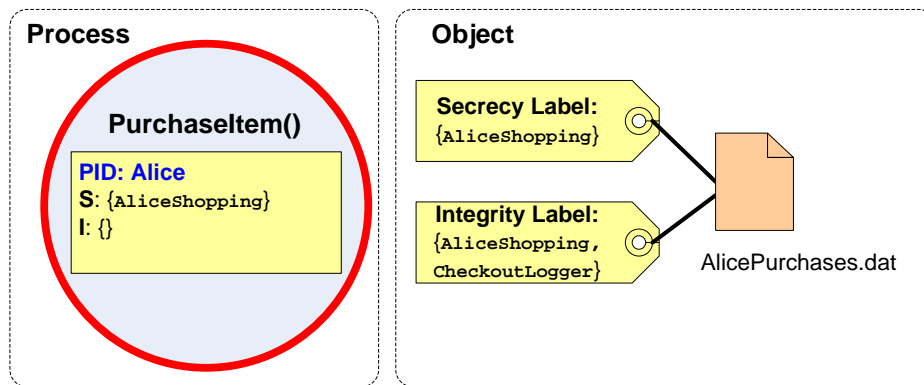 Process
PurchaseItem()
PID: Alice
S: {AliceShopping}
I: {}
Object
Secrecy Label:
{AliceShopping}
Integrity Label:
{AliceShopping,
CheckoutLogger}
AlicePurchases.dat